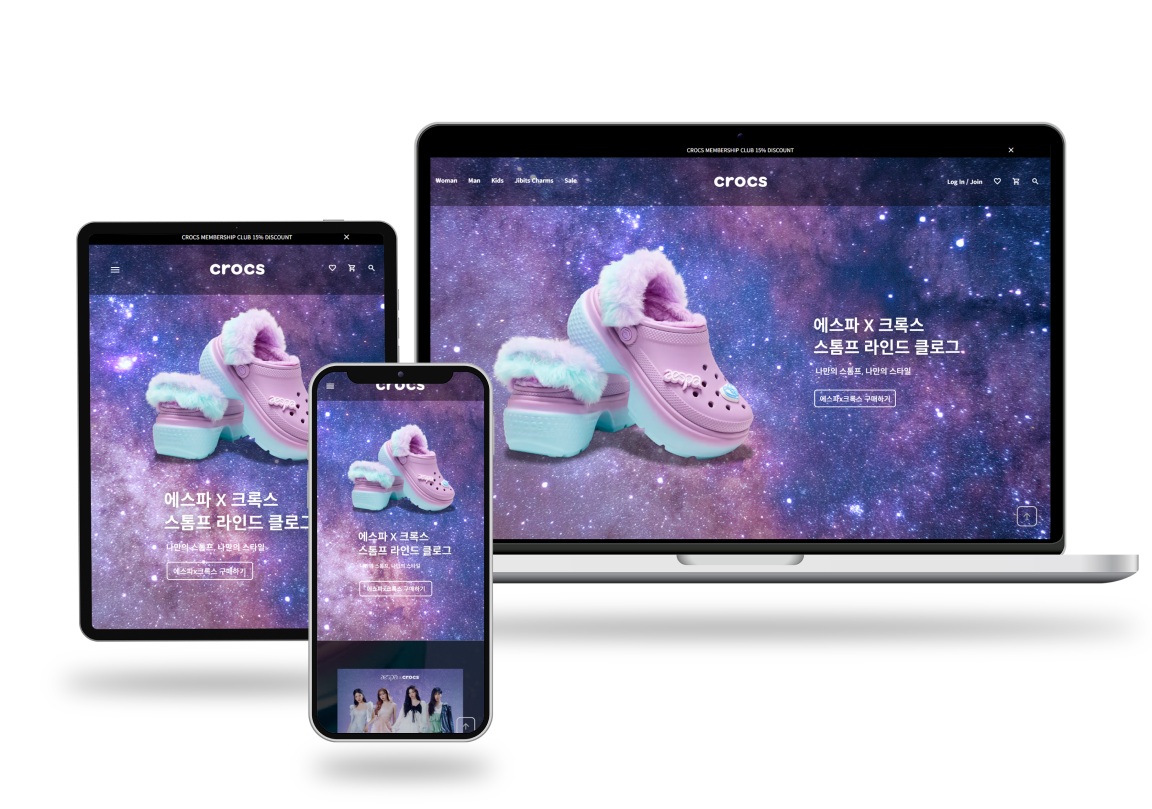 CROCS MEMBERSHIP CLUB 15% DISCOUNT
Woman Man Kids Jibits Charms Sale
crocs
Log In / Join
에스파 X 크록스
스톰프 라인드 클로그
나만의 스톰프, 나만의 스타일
에스파x크록스 구매하기
aespa
CROCS MEMBERSHIP CLUB 15% DISCOUNT
crocs
에스파 X 크록스
스톰프 라인드 클로그
나만의 스톰프, 나만의 스타일
에스파x크록스 구매하기
crocs
에스파 X 크록스
스톰프 라인드 클로그
나만의 스톰프, 나만의 스타일
에스파x크록스 구매하기
aespa x crocs